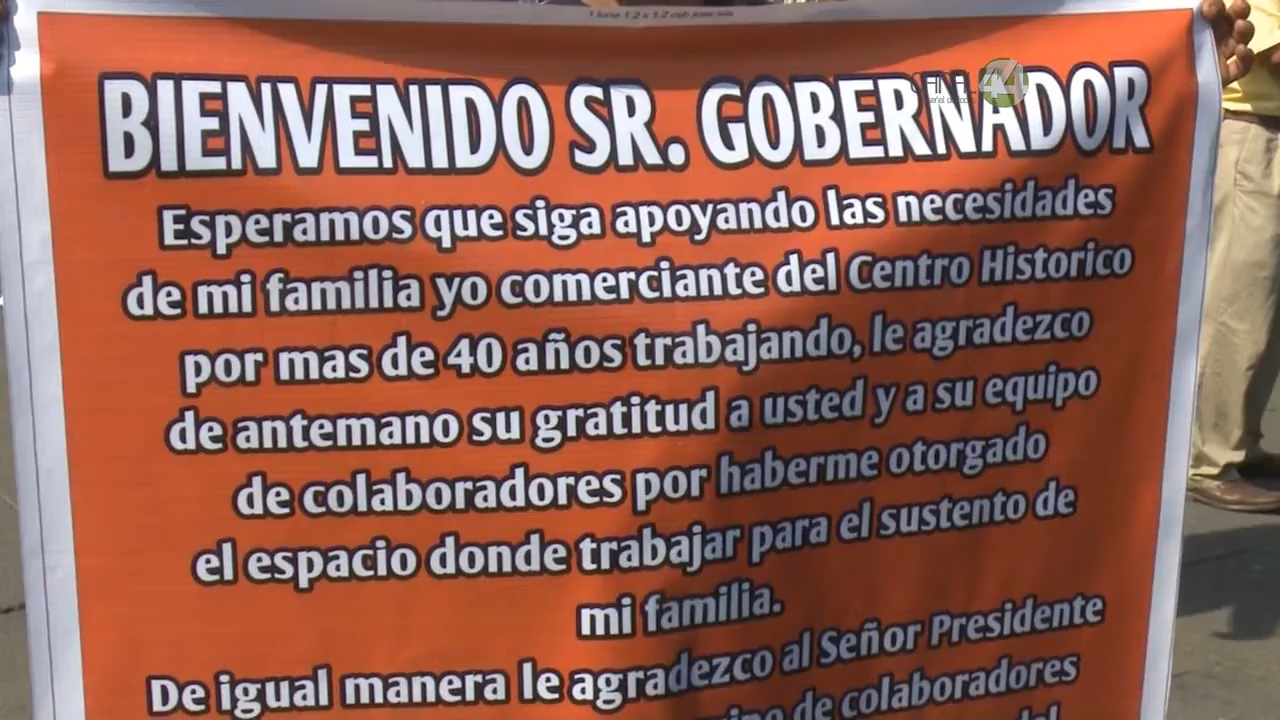 BIENVENIDO SR. GOBERNADOR
Esperamos que siga apoyando las necesidades
de mi familia yo comerciante del Centro Historico
por mas de 40 años trabajando, le agradezco
de antemano su gratitud a usted y a su equipo
de colaboradores por haberme otorgado
el espacio donde trabajar para el sustento de
mi familia.
De igual manera le agradezco al Señor Presidente
de colaboradores
44